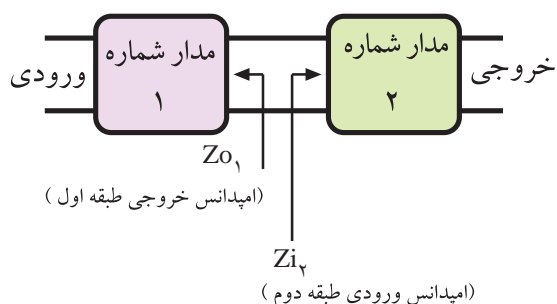 مدار شماره
۱
مدار شماره
۲
ورودی
خروجی
Zo۱
(امپدانس خروجی طبقه اول)
Zi۲
(امپدانس ورودی طبقه دوم)